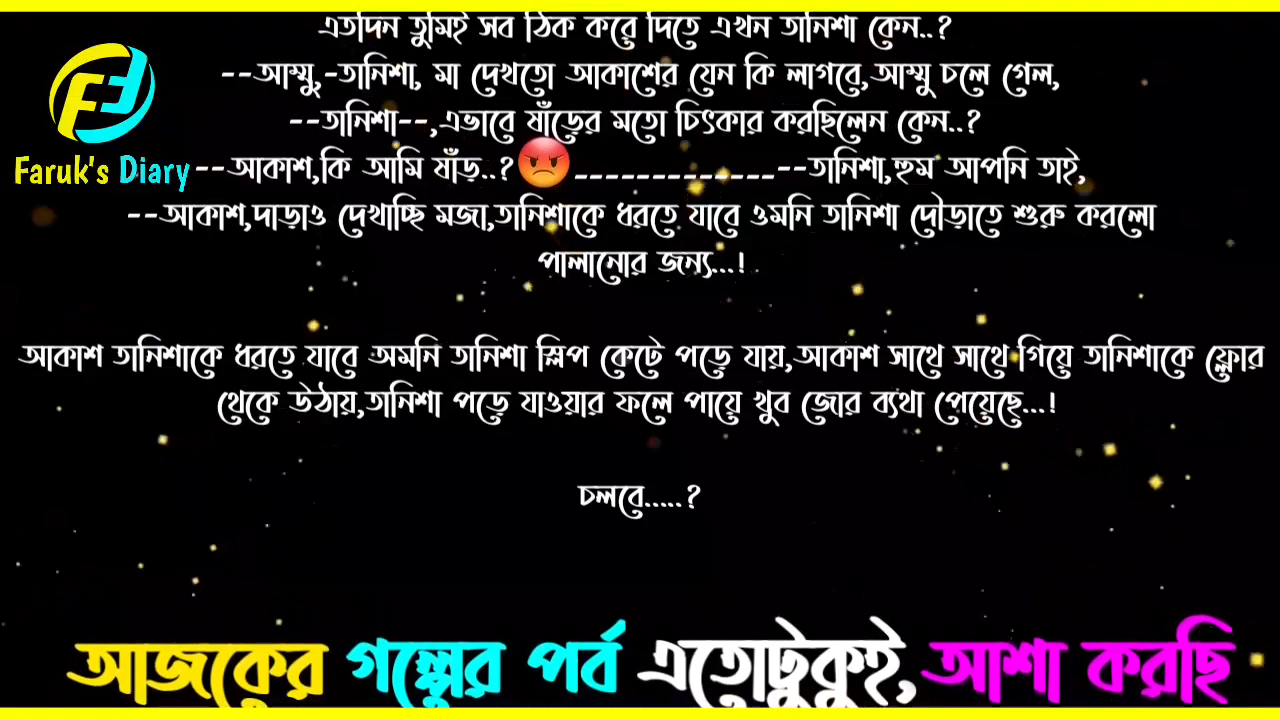 এতদিন তুমিই সব ঠিক করে দিতে এখন তানিশা কেন..?
--আম্মু,-তানিশা, মা দেখতো আকাশের যেন কি লাগবে,আম্মু চলে গেল,
--তানিশা--,এভাবে ষাঁড়ের মতো চিৎকার করছিলেন কেন..?
Faruk's Diary
--আকাশ,কি আমি ষাঁড়..?😡---------------তানিশা,হুম আপনি তাই,
--আকাশ,দাড়াও দেখাচ্ছি মজা,তানিশাকে ধরতে যাবে ওমনি তানিশা দৌড়াতে শুরু করলো
পালানোর জন্য...!
আকাশ তানিশাকে ধরতে যাবে অমনি তানিশা স্লিপ কেটে পড়ে যায়,আকাশ সাথে সাথে গিয়ে তানিশাকে ফ্লোর
থেকে উঠায়,তানিশা পড়ে যাওয়ার ফলে পায়ে খুব জোর ব্যথা পেয়েছে...!
চলবে.....?
আজকের গল্পের পর্ব এতোটুকুই, আশা করছি